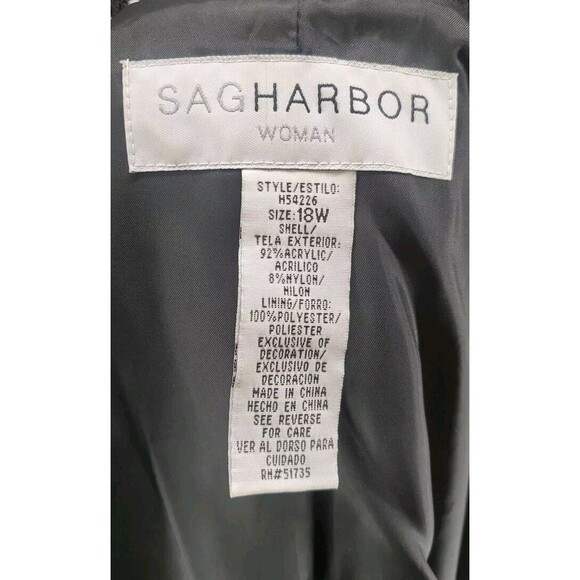 SAGHARBOR
WOMAN
STYLE/ESTILO:
H54226
SIZE: 18W
SHELL/
TELA EXTERIOR:
92%ACRYLIC/
ACRILICO
8%NYLON/
NILON
LINING/FORRO:
100%POLYESTER/
POLIESTER
EXCLUSIVE OF
DECORATION/
EXCLUSIVO DE
DECORACION
MADE IN CHINA
HECHO EN CHINA
SEE REVERSE
FOR CARE
VER AL DORSO PARA
CUIDADO
RN#51735